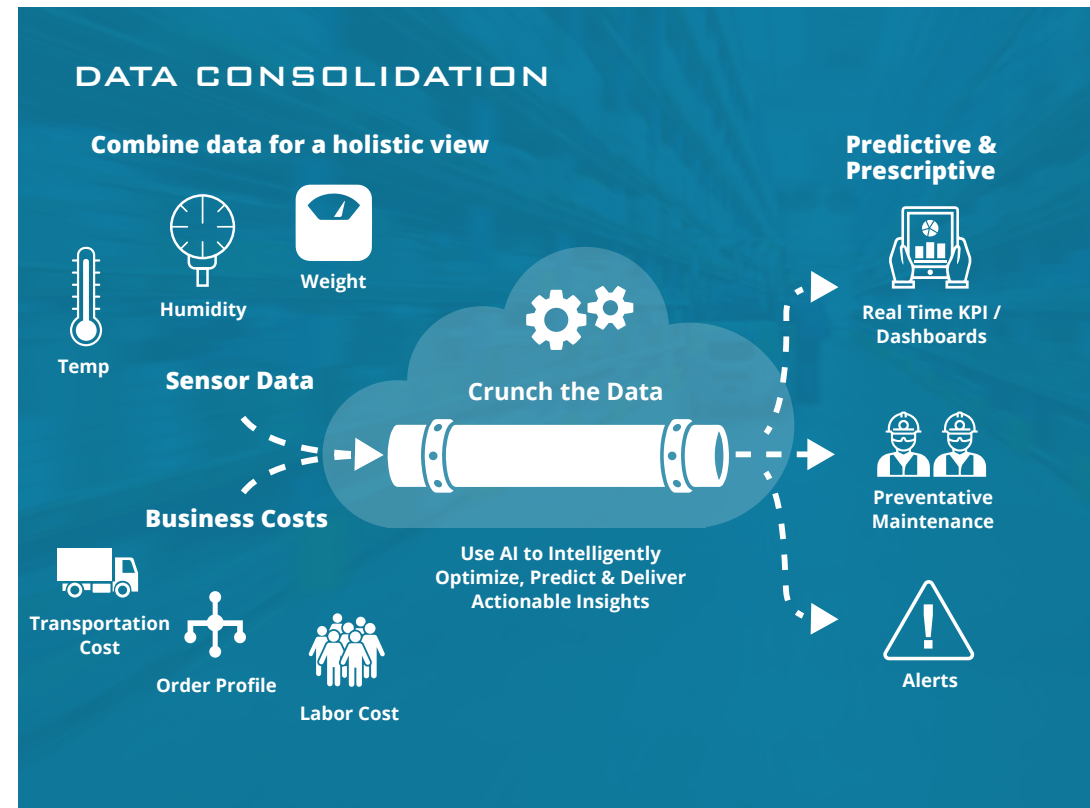 DATA CONSOLIDATION
Combine data for a holistic view
Weight
Humidity
Temp
Sensor Data
Business Costs
Transportation
Cost
Order Profile
Labor Cost
Crunch the Data
Use AI to Intelligently
Optimize, Predict & Deliver
Actionable Insights
Predictive &
Prescriptive
Real Time KPI /
Dashboards
Preventative
Maintenance
Alerts